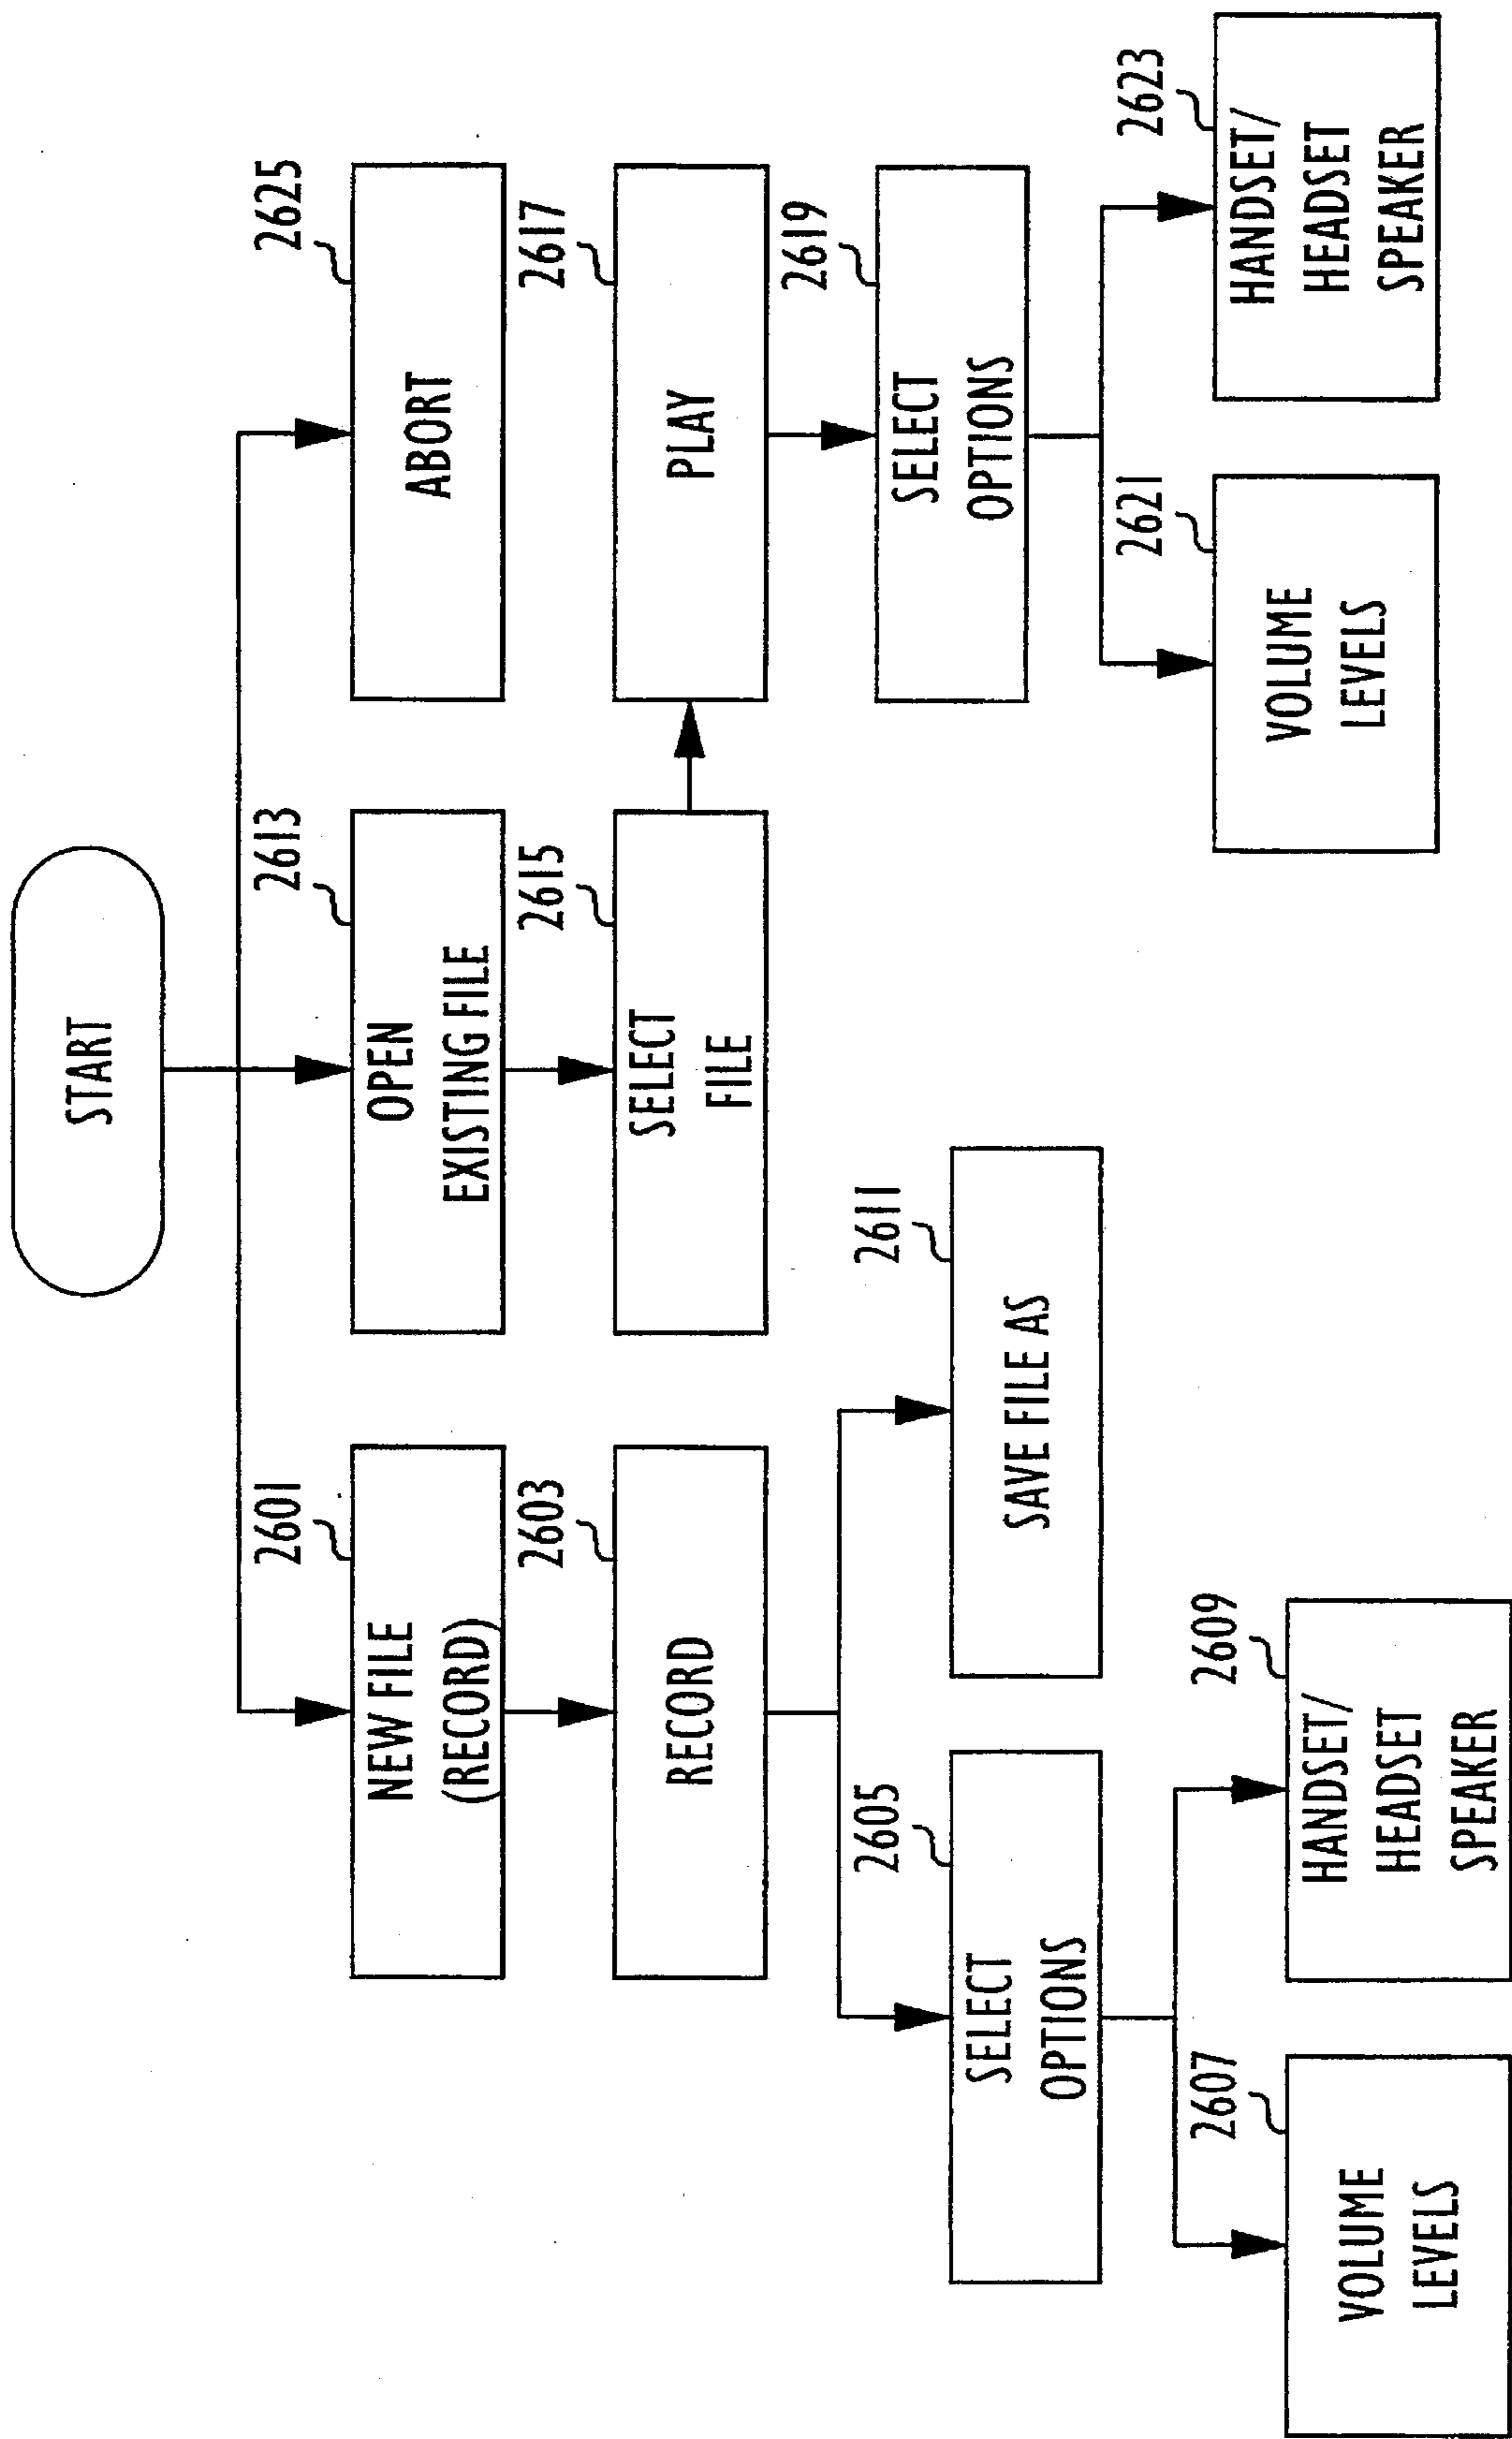 START
2601
NEW FILE
(RECORD)
2613
OPEN
EXISTING FILE
2625
ABORT
2603
RECORD
2615
SELECT
FILE
2617
PLAY
2605
SELECT
OPTIONS
2611
SAVE FILE AS
2619
SELECT
OPTIONS
2607
VOLUME
LEVELS
2609
HANDSET/
HEADSET
SPEAKER
2621
VOLUME
LEVELS
2623
HANDSET/
HEADSET
SPEAKER